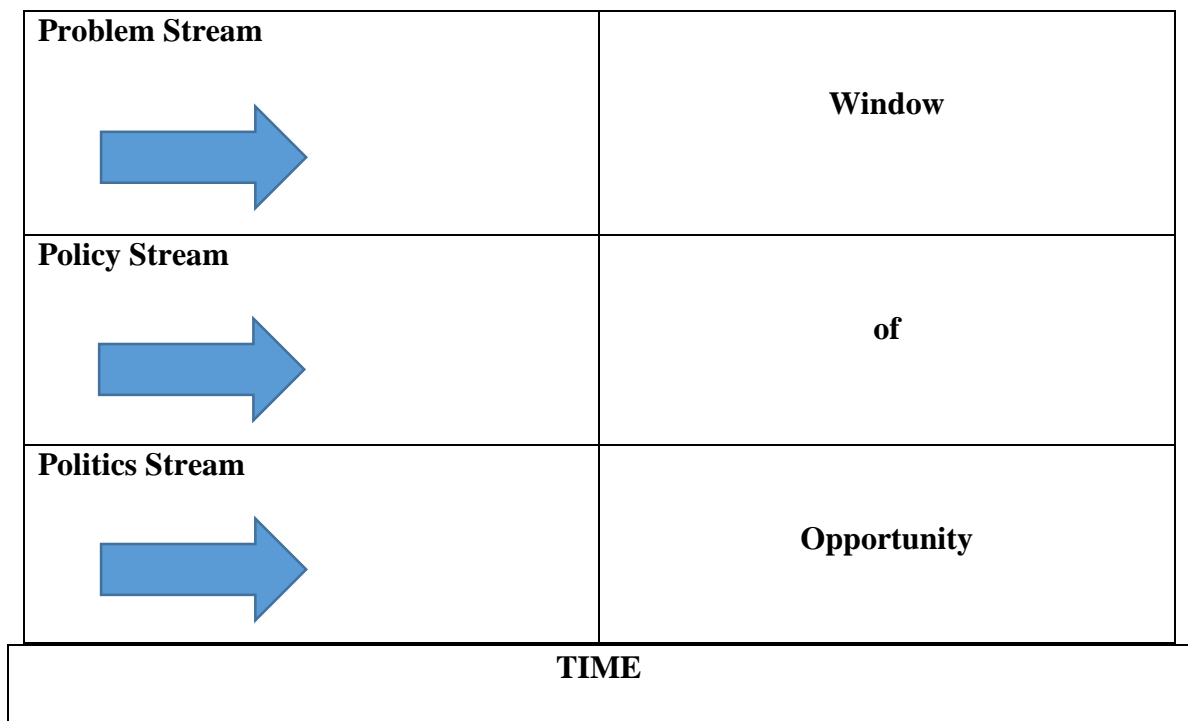 Problem Stream
Window
Policy Stream
of
Politics Stream
Opportunity
TIME